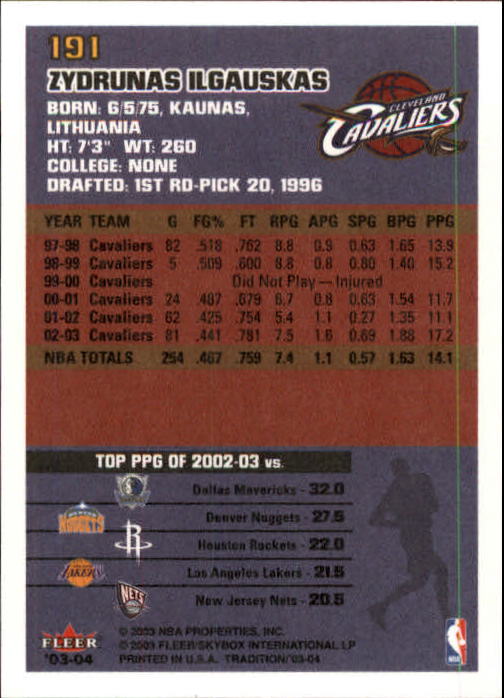 191
ZYDRUNAS ILGAUSKAS
BORN: 6/5/75, KAUNAS,
LITHUANIA
HT: 7'3" WT: 260
COLLEGE: NONE
DRAFTED: 1ST RD-PICK 20, 1996
CLEVELAND
CAVALIERS
YEAR TEAM G FG% FT RPG APG SPG BPG PPG
97-98 Cavaliers 82 .518 .762 8.8 0.9 0.63 1.65 13.9
98-99 Cavaliers 5 .509 .600 8.8 0.8 0.80 1.40 15.2
99-00 Cavaliers Did Not Play — Injured
00-01 Cavaliers 24 .487 .679 6.7 0.8 0.63 1.54 11.7
01-02 Cavaliers 62 .425 .754 5.4 1.1 0.27 1.35 11.1
02-03 Cavaliers 81 .441 .781 7.5 1.6 0.69 1.88 17.2
NBA TOTALS 254 .467 .759 7.4 1.1 0.57 1.63 14.1
TOP PPG OF 2002-03 vs.
Dallas Mavericks - 32.0
Denver Nuggets - 27.5
Houston Rockets - 22.0
Los Angeles Lakers - 21.5
New Jersey Nets - 20.5
NUGGETS
LAKERS
NETS
FLEER
'03-04
© 2003 NBA PROPERTIES, INC.
© 2003 FLEER/SKYBOX INTERNATIONAL LP
PRINTED IN U.S.A. TRADITION/'03-04
NBA